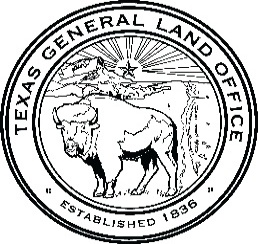 TEXAS GENERAL LAND OFFICE
" ESTABLISHED 1836 "